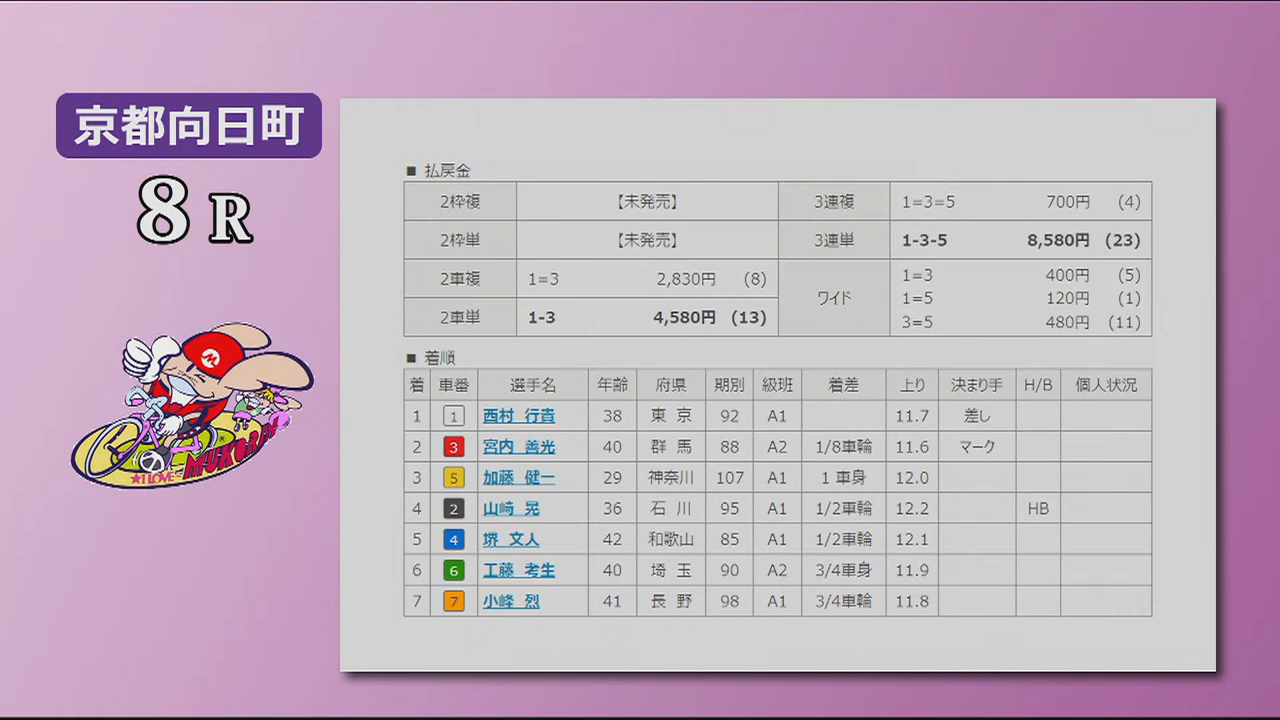 京都向日町
8R
■ 払戻金
2枠複 【未発売】 3連複 1=3=5 700円 (4)
2枠単 【未発売】 3連単 1-3-5 8,580円 (23)
2車複 1=3 2,830円 (8) ワイド 1=3 400円 (5)
1=5 120円 (1)
2車単 1-3 4,580円 (13) 3=5 480円 (11)
■ 着順
着 車番 選手名 年齢 府県 期別 級班 着差 上り 決まり手 H/B 個人状況
1 1 西村 行貴 38 東 京 92 A1 11.7 差し
2 3 宮内 善光 40 群 馬 88 A2 1/8車輪 11.6 マーク
3 5 加藤 健一 29 神奈川 107 A1 1 車身 12.0
4 2 山崎 晃 36 石 川 95 A1 1/2車輪 12.2 HB
5 4 堺 文人 42 和歌山 85 A1 1/2車輪 12.1
6 6 工藤 考生 40 埼 玉 90 A2 3/4車身 11.9
7 7 小峰 烈 41 長 野 98 A1 3/4車輪 11.8
M
★I LOVE MUKORIN